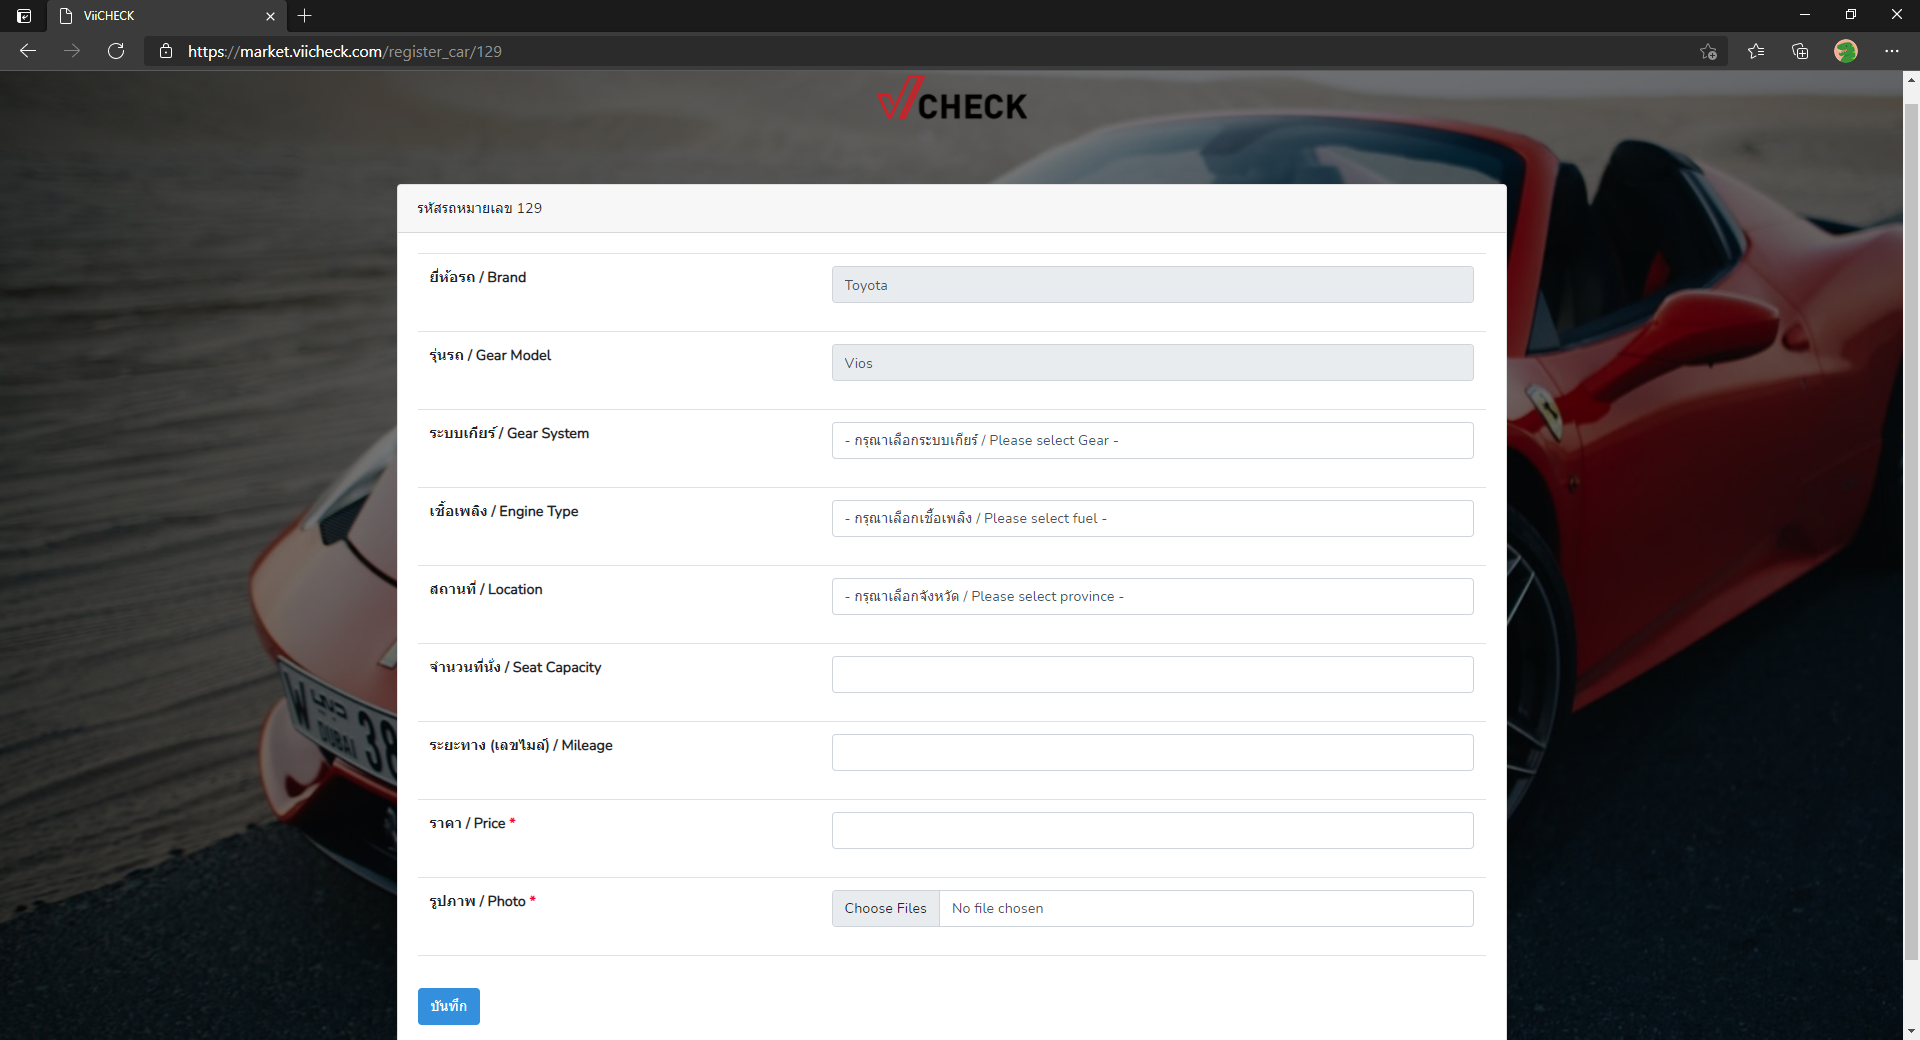 ViiCHECK
https://market.viicheck.com/register_car/129
CHECK
รหัสรถหมายเลข 129
ยี่ห้อรถ / Brand
Toyota
รุ่นรถ / Gear Model
Vios
ระบบเกียร์ / Gear System
- กรุณาเลือกระบบเกียร์ / Please select Gear -
เชื้อเพลิง / Engine Type
- กรุณาเลือกเชื้อเพลิง / Please select fuel -
สถานที่ / Location
- กรุณาเลือกจังหวัด / Please select province -
จำนวนที่นั่ง / Seat Capacity
ระยะทาง (เลขไมล์) / Mileage
ราคา / Price *
รูปภาพ / Photo *
Choose Files No file chosen
บันทึก
W
DUBAI
38